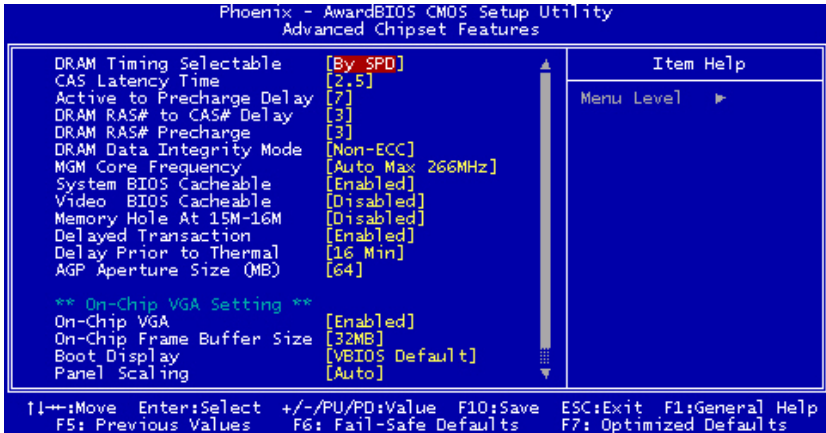 Phoenix - AwardBIOS CMOS Setup Utility
Advanced Chipset Features
DRAM Timing Selectable [By SPD]
CAS Latency Time [2.5]
Active to Precharge Delay [7]
DRAM RAS# to CAS# Delay [3]
DRAM RAS# Precharge [3]
DRAM Data Integrity Mode [Non-ECC]
MGM Core Frequency [Auto Max 266MHz]
System BIOS Cacheable [Enabled]
Video BIOS Cacheable [Disabled]
Memory Hole At 15M-16M [Disabled]
Delayed Transaction [Enabled]
Delay Prior to Thermal [16 Min]
AGP Aperture Size (MB) [64]
** On-Chip VGA Setting **
On-Chip VGA [Enabled]
On-Chip Frame Buffer Size [32MB]
Boot Display [VBIOS Default]
Panel Scaling [Auto]
Item Help
Menu Level ►
↑↓→←:Move Enter:Select +/-/PU/PD:Value F10:Save ESC:Exit F1:General Help
F5: Previous Values F6: Fail-Safe Defaults F7: Optimized Defaults